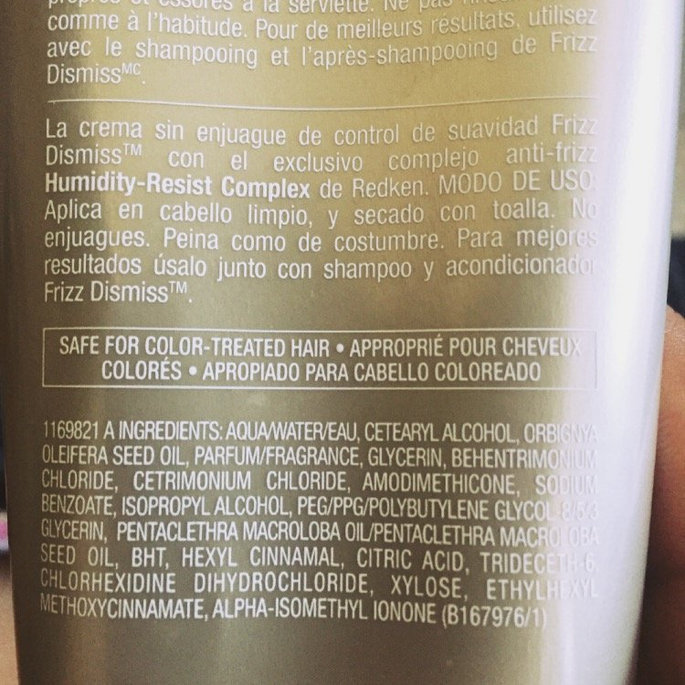 propres et essorés à la serviette. Ne pas
comme à l'habitude. Pour de meilleurs résultats, utilisez
avec le shampooing et l'après-shampooing de Frizz
Dismiss<sup>MC</sup>.
La crema sin enjuague de control de suavidad Frizz
Dismiss™ con el exclusivo complejo anti-frizz
Humidity-Resist Complex de Redken. MODO DE USO:
Aplica en cabello limpio, y secado con toalla. No
enjuagues. Peina como de costumbre. Para mejores
resultados úsalo junto con shampoo y acondicionador
Frizz Dismiss™.
SAFE FOR COLOR-TREATED HAIR • APPROPRIÉ POUR CHEVEUX
COLORÉS • APROPIADO PARA CABELLO COLOREADO
1169821 A INGREDIENTS: AQUA/WATER/EAU, CETEARYL ALCOHOL, ORBIGNYA
OLEIFERA SEED OIL, PARFUM/FRAGRANCE, GLYCERIN, BEHENTRIMONIUM
CHLORIDE, CETRIMONIUM CHLORIDE, AMODIMETHICONE, SODIUM
BENZOATE, ISOPROPYL ALCOHOL, PEG/PPG/POLYBUTYLENE GLYCOL-8/5/3
GLYCERIN, PENTACLETHRA MACROLOBA OIL/PENTACLETHRA MACROLOBA
SEED OIL, BHT, HEXYL CINNAMAL, CITRIC ACID, TRIDECETH-6,
CHLORHEXIDINE DIHYDROCHLORIDE, XYLOSE, ETHYLHEXYL
METHOXYCINNAMATE, ALPHA-ISOMETHYL IONONE (B167976/1)